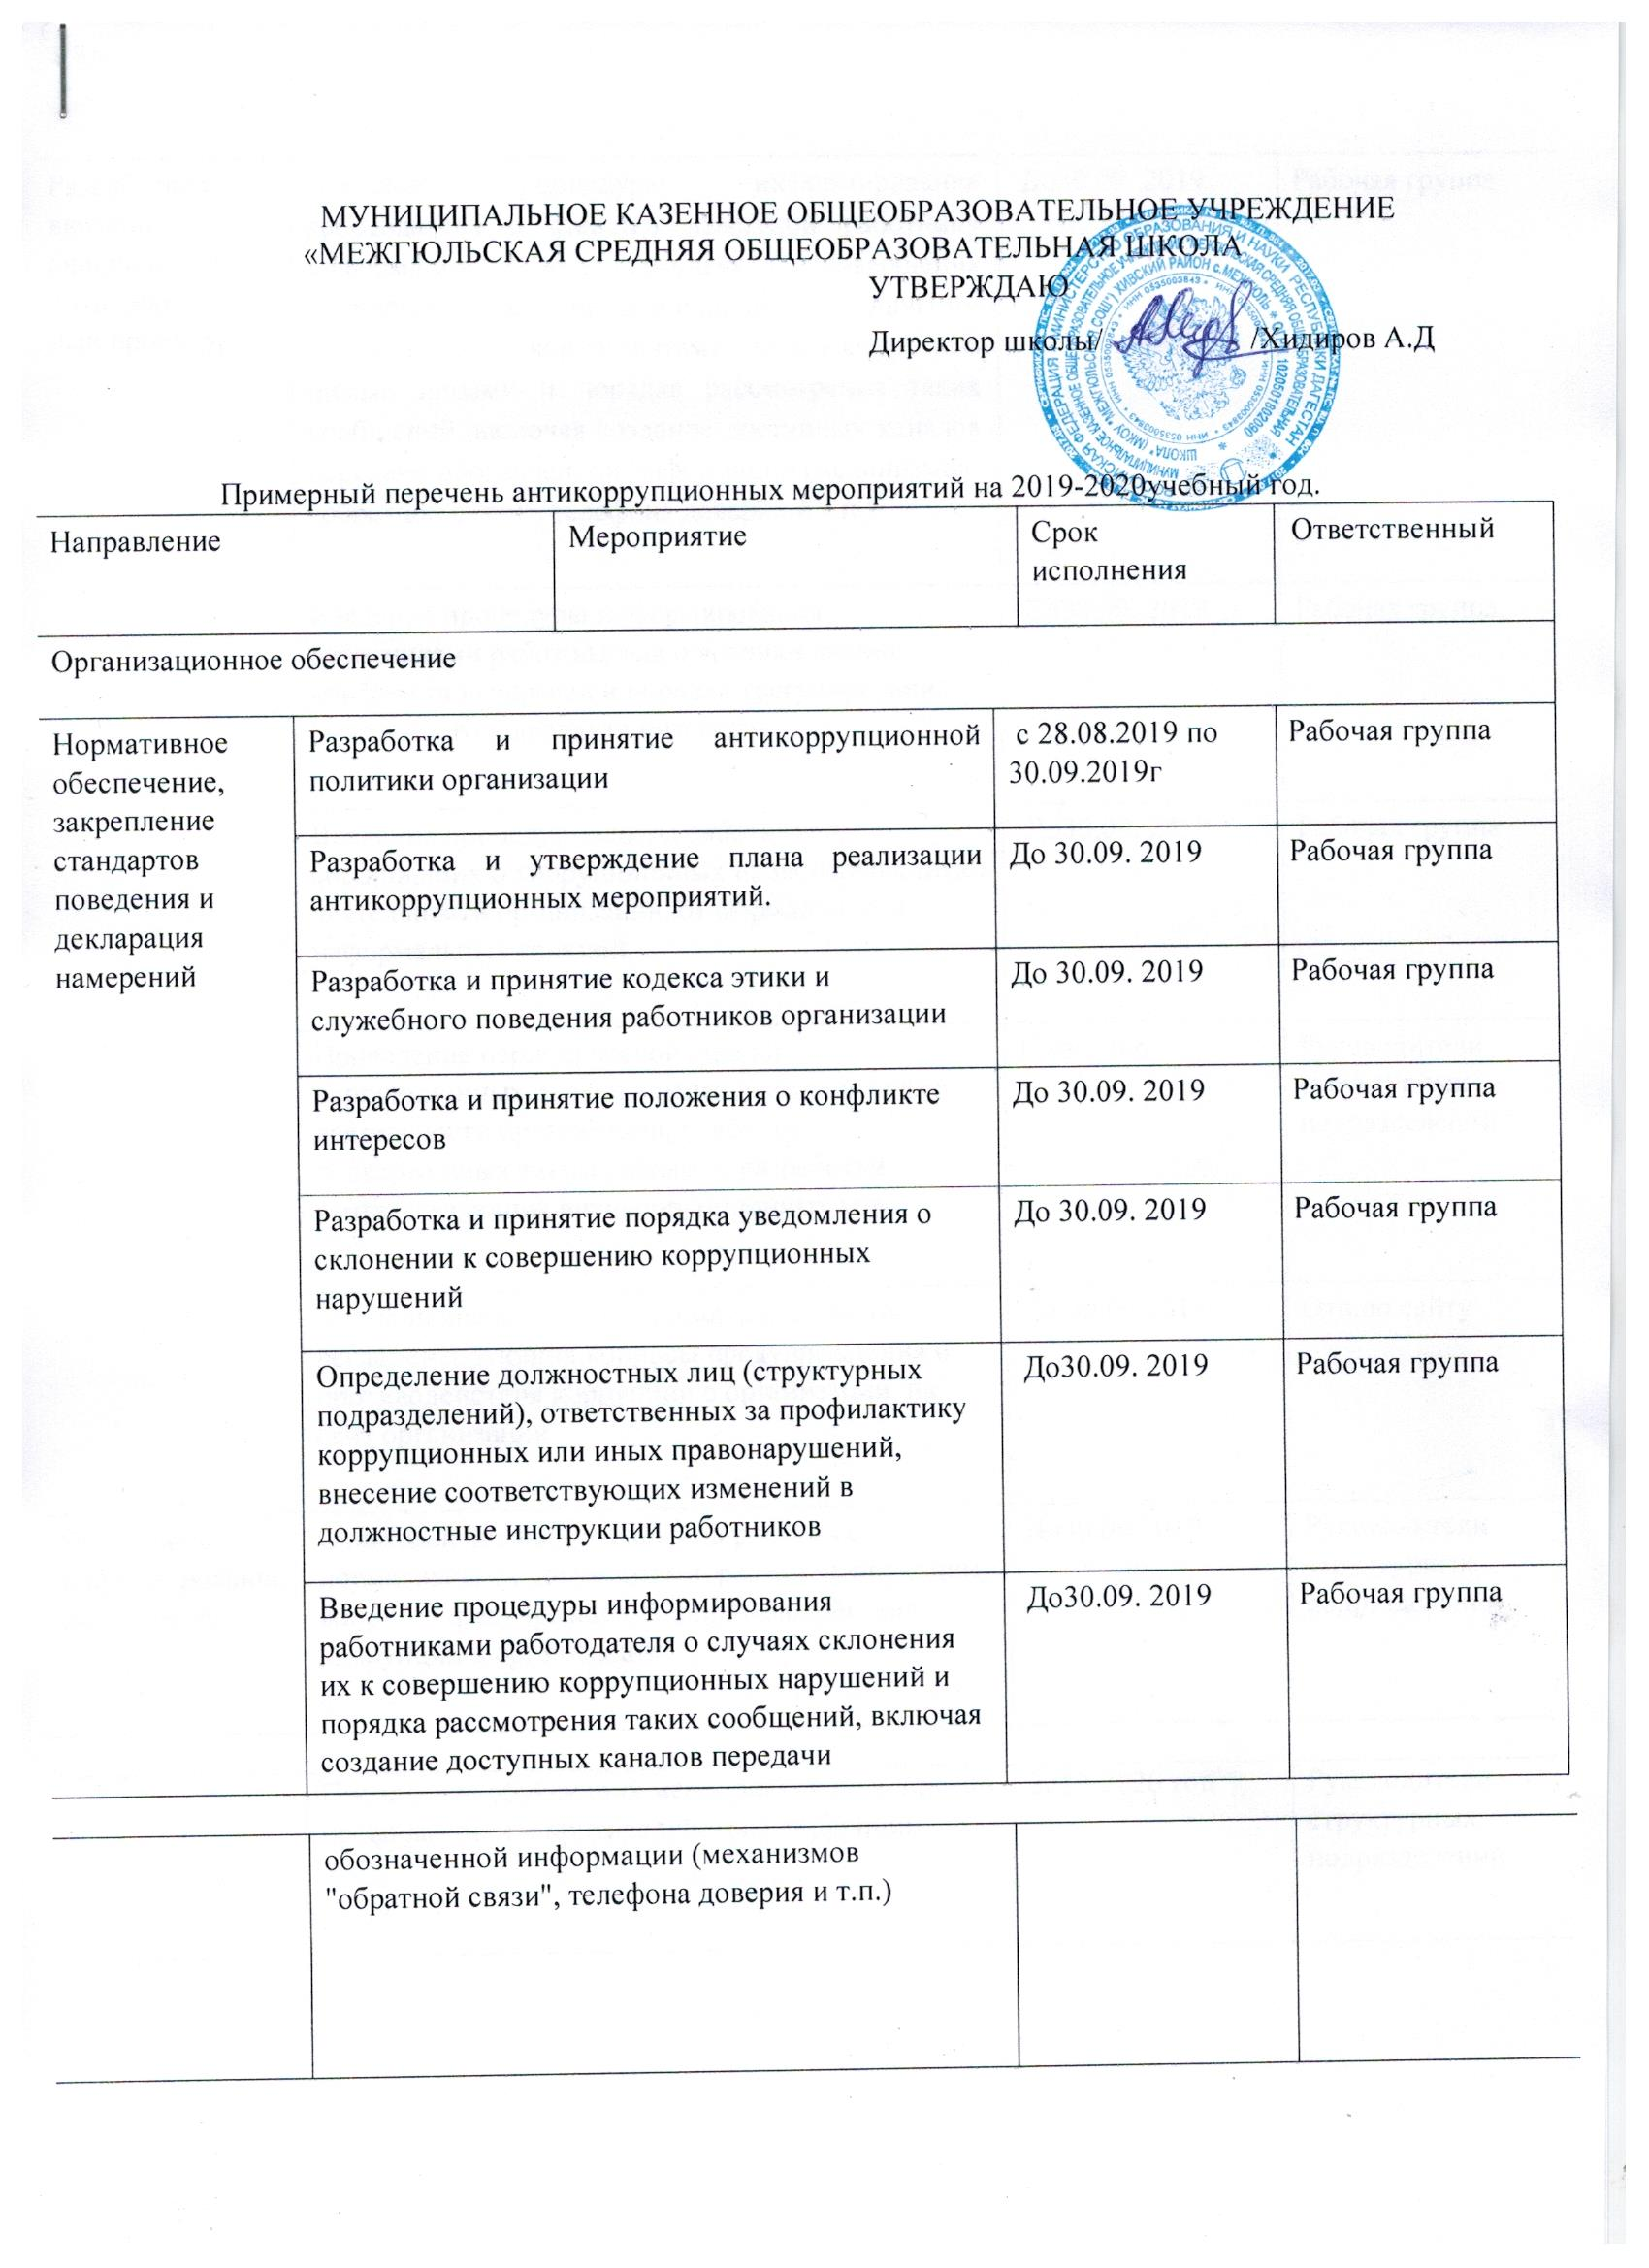 МУНИЦИПАЛЬНОЕ КАЗЕННОЕ ОБЩЕОБРАЗОВАТЕЛЬНОЕ УЧРЕЖДЕНИЕ
«МЕЖГЮЛЬСКАЯ СРЕДНЯЯ ОБЩЕОБРАЗОВАТЕЛЬНАЯ ШКОЛА
УТВЕРЖДАЮ
Директор школы/ /Хидиров А.Д
Примерный перечень антикоррупционных мероприятий на 2019-2020учебный год.
Направление
Мероприятие
Срок
исполнения
Ответственный
Организационное обеспечение
Нормативное
обеспечение,
закрепление
стандартов
поведения и
декларация
намерений
Разработка и принятие антикоррупционной
политики организации
с 28.08.2019 по
30.09.2019г
Рабочая группа
Разработка и утверждение плана реализации
антикоррупционных мероприятий.
До 30.09. 2019
Рабочая группа
Разработка и принятие кодекса этики и
служебного поведения работников организации
До 30.09. 2019
Рабочая группа
Разработка и принятие положения о конфликте
интересов
До 30.09. 2019
Рабочая группа
Разработка и принятие порядка уведомления о
склонении к совершению коррупционных
нарушений
До 30.09. 2019
Рабочая группа
Определение должностных лиц (структурных
подразделений), ответственных за профилактику
коррупционных или иных правонарушений,
внесение соответствующих изменений в
должностные инструкции работников
До30.09. 2019
Рабочая группа
Введение процедуры информирования
работниками работодателя о случаях склонения
их к совершению коррупционных нарушений и
порядка рассмотрения таких сообщений, включая
создание доступных каналов передачи
До30.09. 2019
Рабочая группа
обозначенной информации (механизмов
"обратной связи", телефона доверия и т.п.)